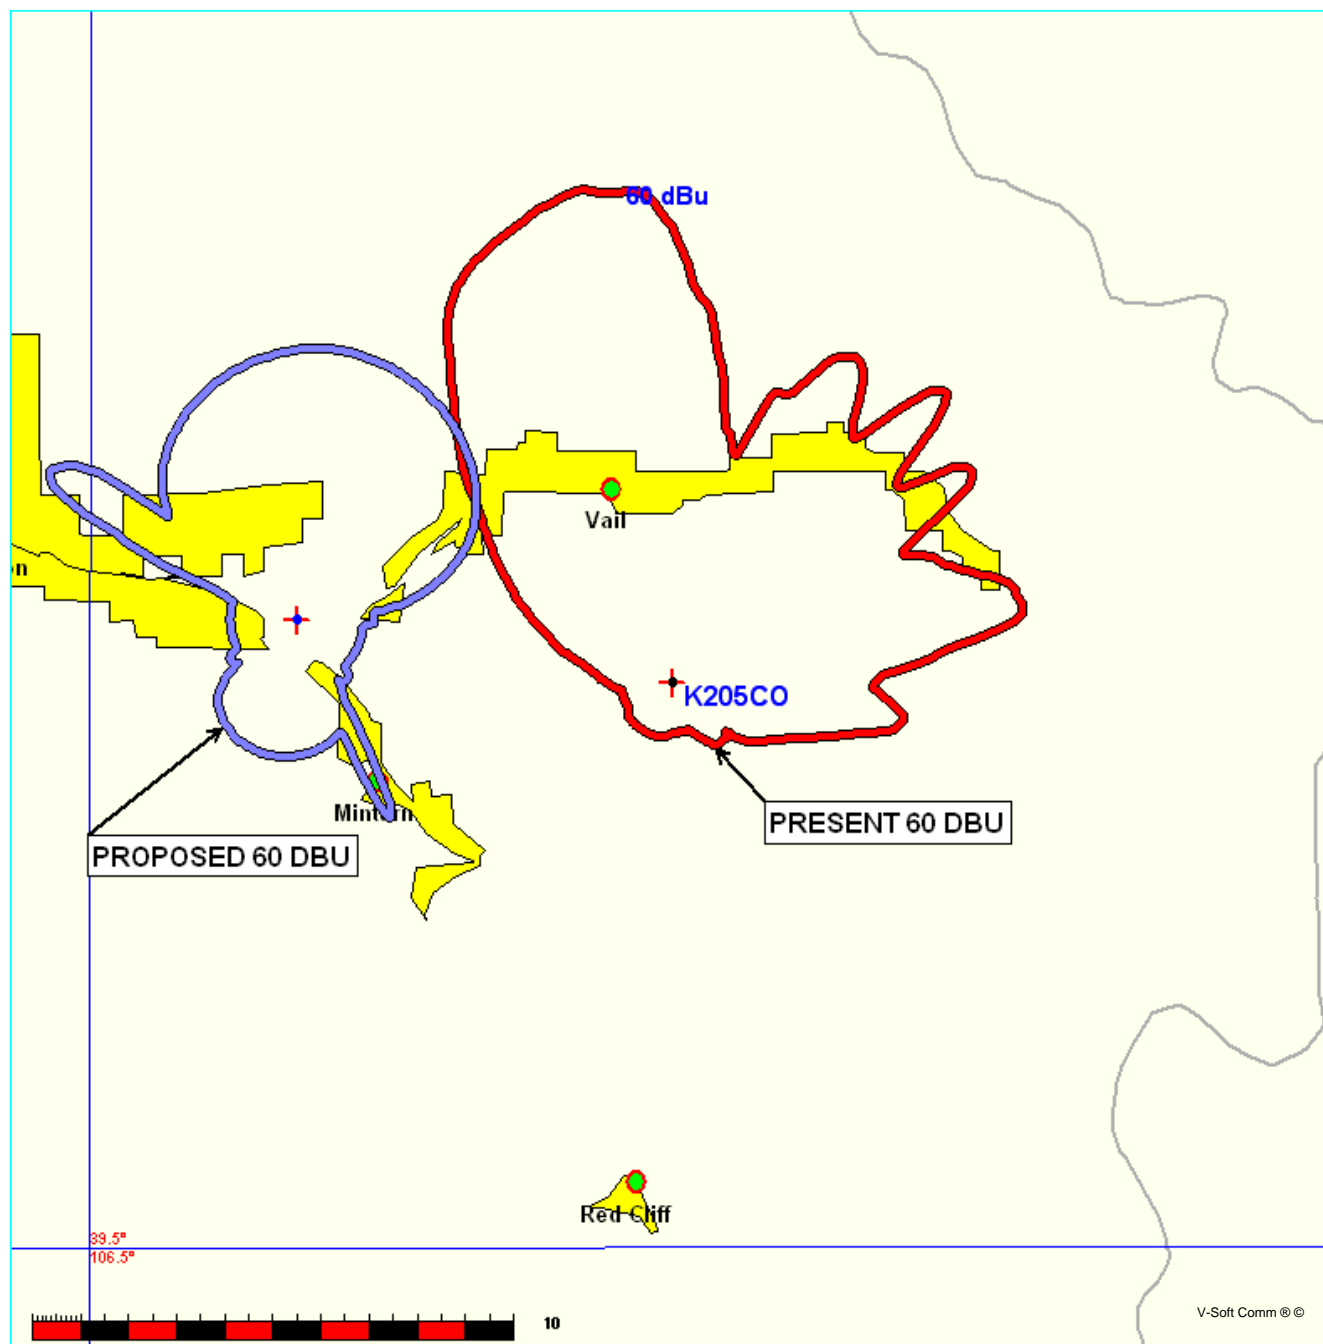 60 dBu
Vail
n
K205CO
Minturn
PRESENT 60 DBU
PROPOSED 60 DBU
Red Cliff
39.5°
106.5°
10
V-Soft Comm ® ©